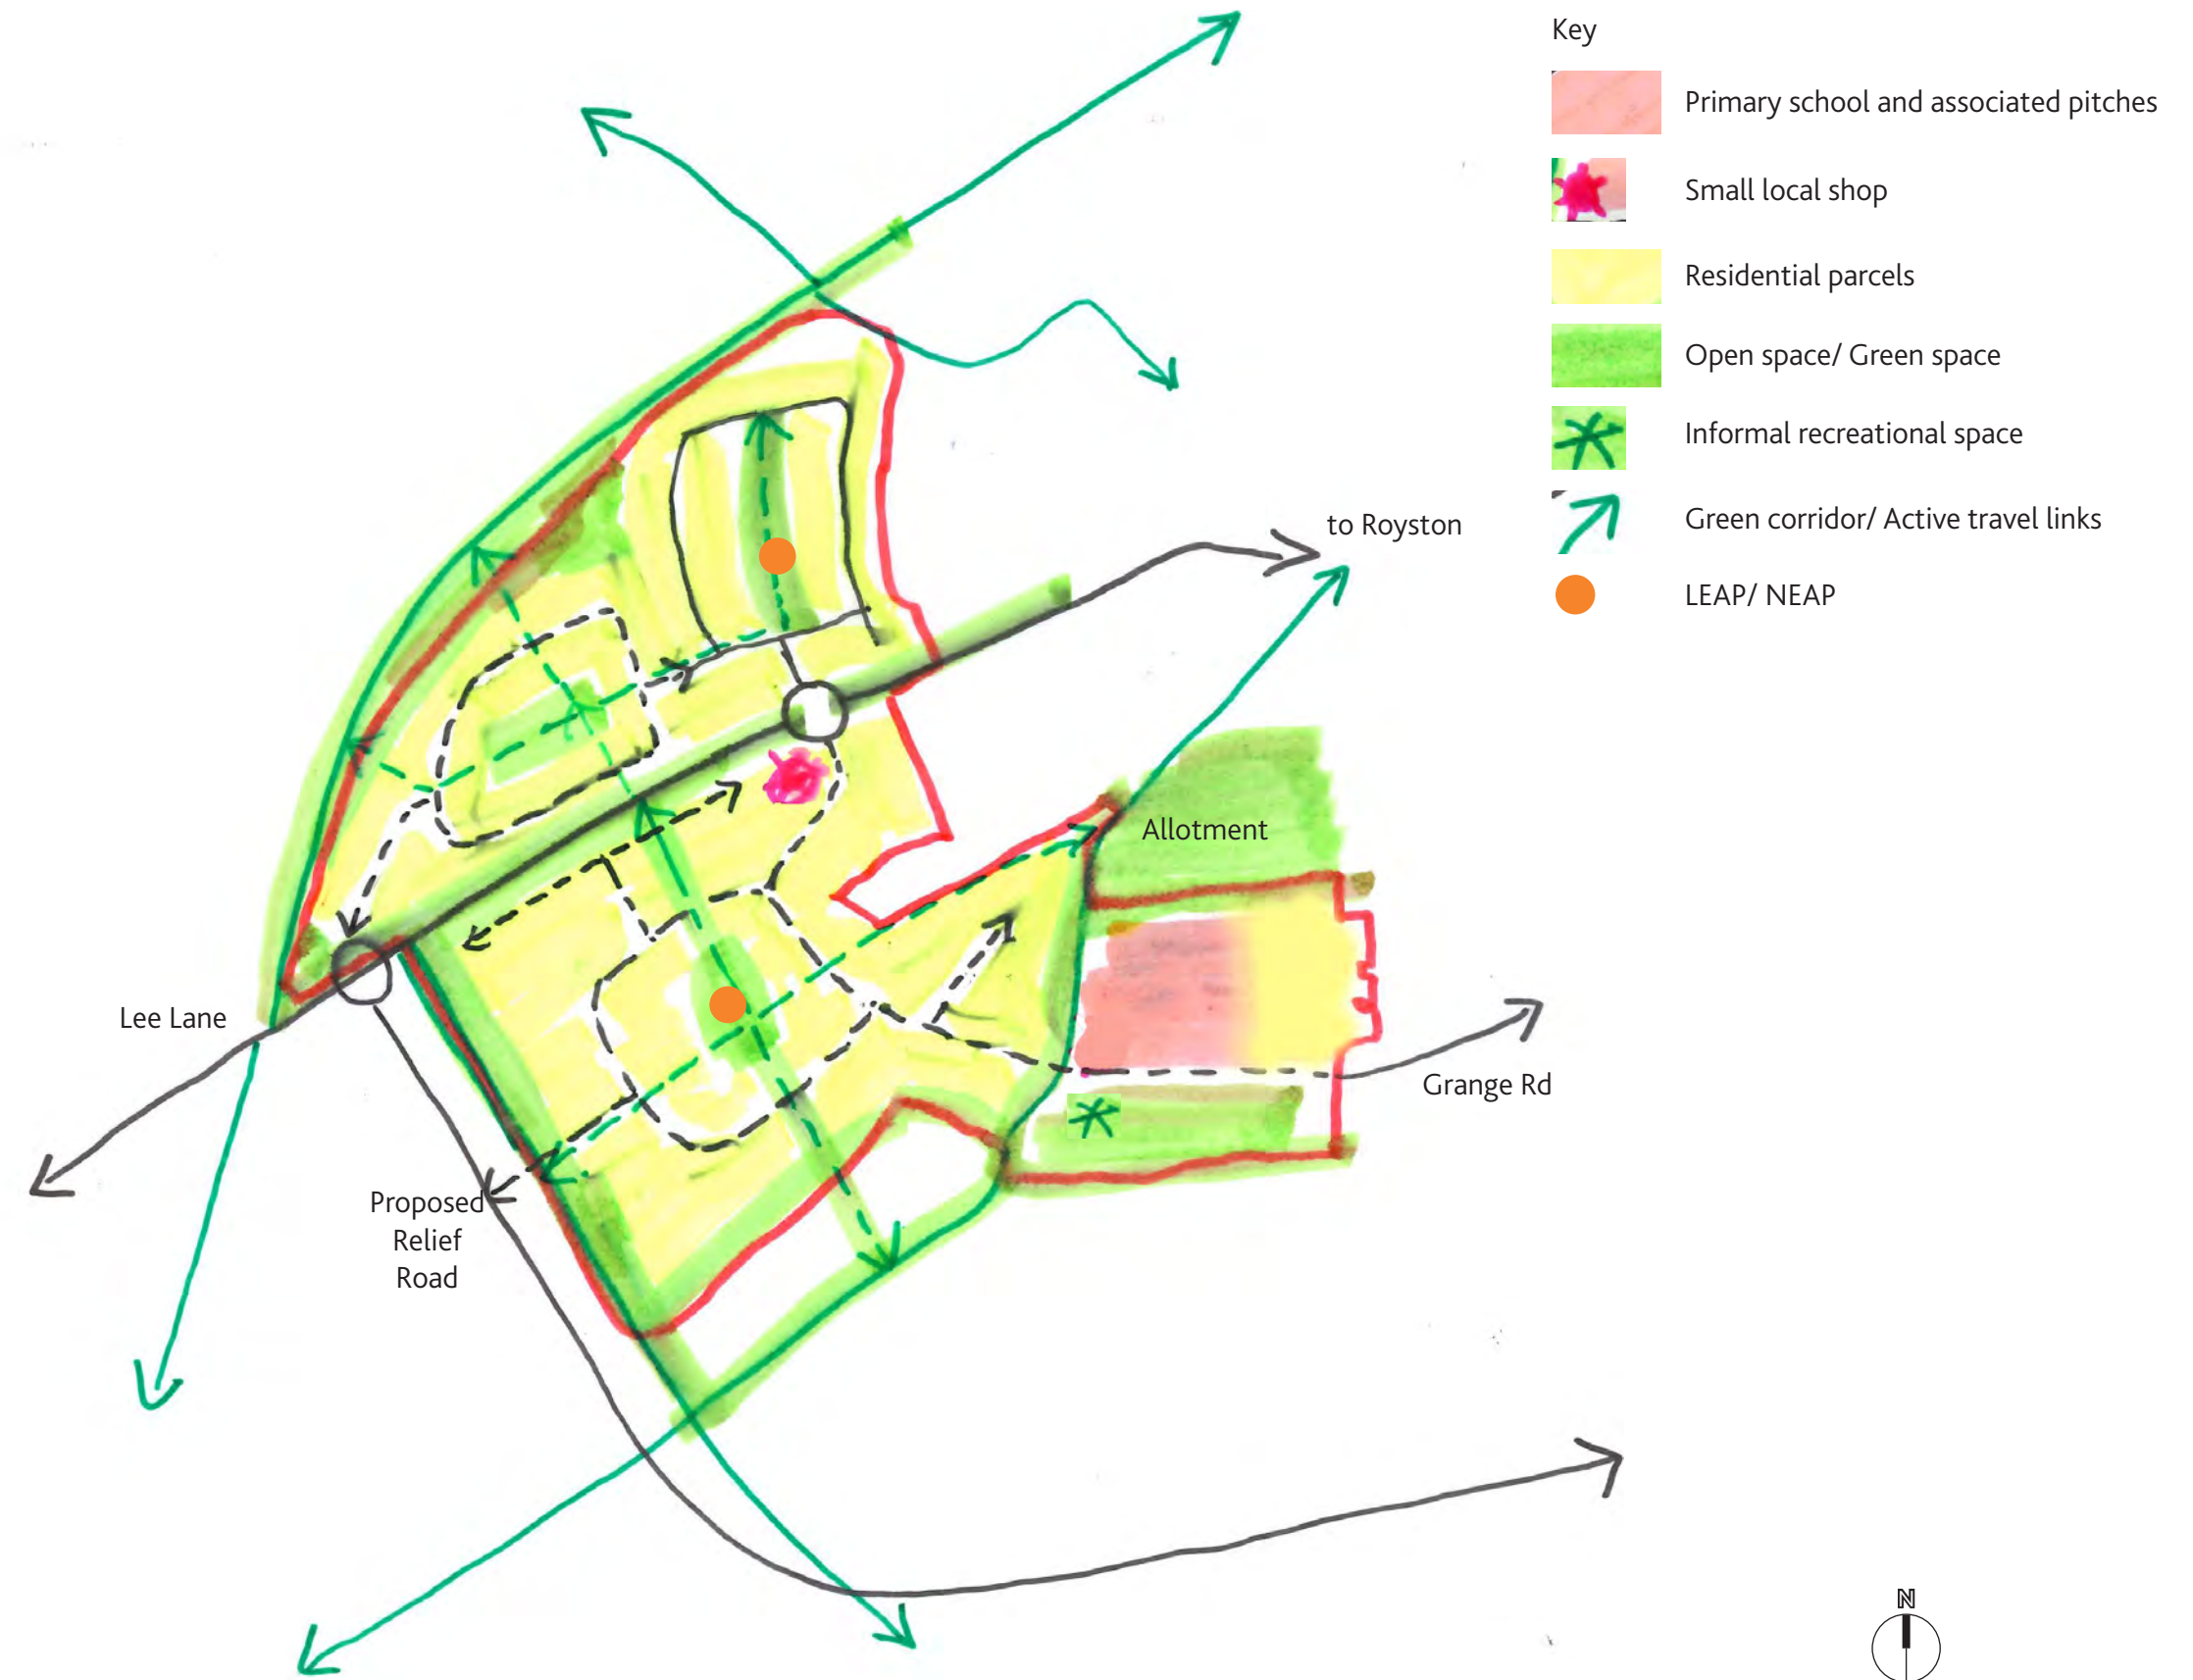 Key
Primary school and associated pitches
Small local shop
Residential parcels
Open space/ Green space
Informal recreational space
Green corridor/ Active travel links
LEAP/ NEAP
to Royston
Allotment
Lee Lane
Grange Rd
Proposed
Relief
Road
N